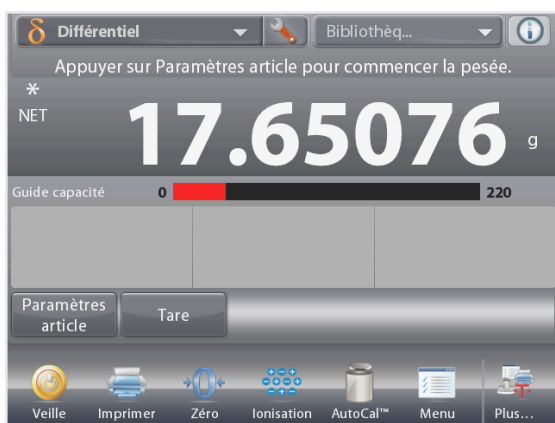 δ Différentiel Bibliothèq...
Appuyer sur Paramètres article pour commencer la pesée.
*
NET 17.65076 g
Guide capacité 0 220
Paramètres article Tare
Veille Imprimer Zéro Ionisation AutoCal™ Menu Plus...